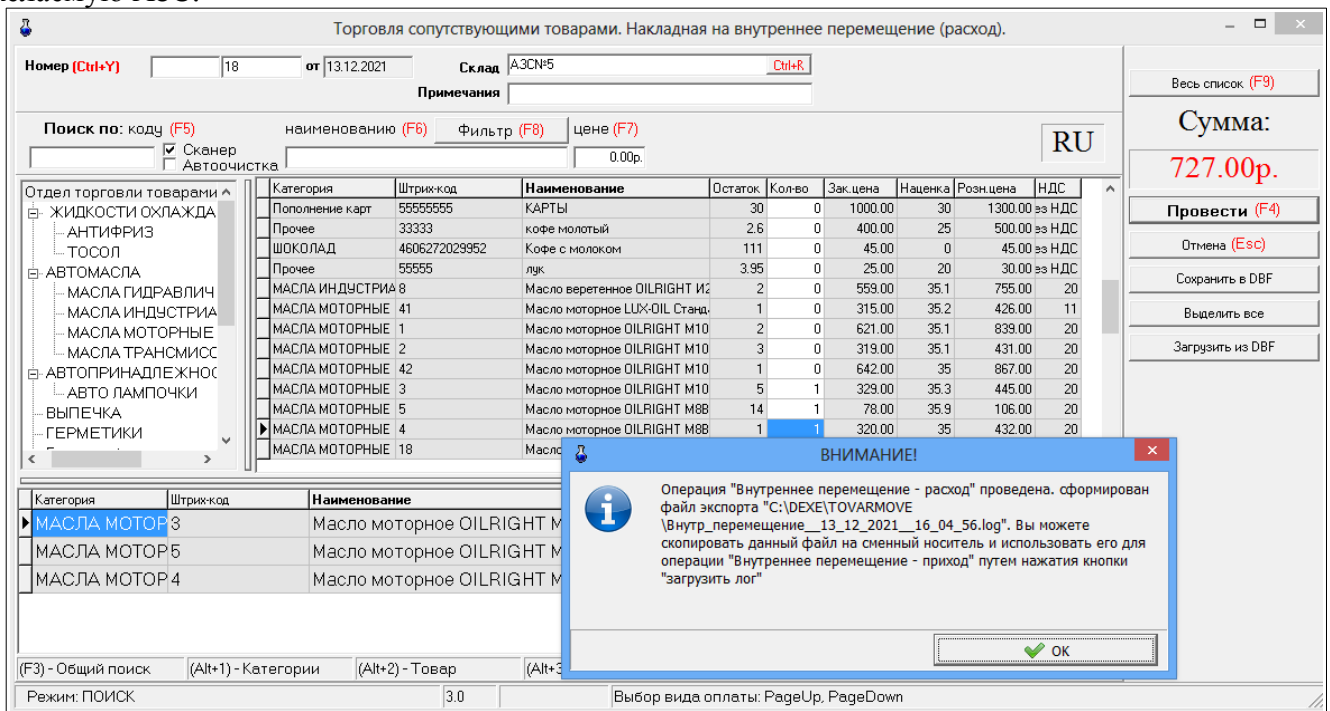 Торговля сопутствующими товарами. Накладная на внутреннее перемещение (расход).
Номер (Ctrl+Y) 18 от 13.12.2021 Склад АЗСN№5 Ctrl+R
Примечания
Весь список (F9)
Поиск по: коду (F5) наименованию (F6) Фильтр (F8) цене (F7)
Сканер
Автоочистка
0.00р.
RU
Сумма:
727.00р.
Провести (F4)
Отмена (Esc)
Сохранить в DBF
Выделить все
Загрузить из DBF
Отдел торговли товарами
ЖИДКОСТИ ОХЛАЖДА
АНТИФРИЗ
ТОСОЛ
АВТОМАСЛА
МАСЛА ГИДРАВЛИЧ
МАСЛА ИНДУСТРИА
МАСЛА МОТОРНЫЕ
МАСЛА ТРАНСМИСС
АВТОПРИНАДЛЕЖНОС
АВТО ЛАМПОЧКИ
ВЫПЕЧКА
ГЕРМЕТИКИ
Категория Штрих-код Наименование Остаток Кол-во Зак.цена Наценка Розн.цена НДС
Пополнение карт 55555555 КАРТЫ 30 0 1000.00 30 1300.00 ез НДС
Прочее 33333 кофе молотый 2.6 0 400.00 25 500.00 ез НДС
ШОКОЛАД 4606272029952 Кофе с молоком 111 0 45.00 0 45.00 ез НДС
Прочее 55555 лук 3.95 0 25.00 20 30.00 ез НДС
МАСЛА ИНДУСТРИА 8 Масло веретенное OILRIGHT И2 2 0 559.00 35.1 755.00 20
МАСЛА МОТОРНЫЕ 41 Масло моторное LUX-OIL Станд. 1 0 315.00 35.2 426.00 11
МАСЛА МОТОРНЫЕ 1 Масло моторное OILRIGHT М10 2 0 621.00 35.1 839.00 20
МАСЛА МОТОРНЫЕ 2 Масло моторное OILRIGHT М10 3 0 319.00 35.1 431.00 20
МАСЛА МОТОРНЫЕ 42 Масло моторное OILRIGHT М10 1 0 642.00 35 867.00 20
МАСЛА МОТОРНЫЕ 3 Масло моторное OILRIGHT М10 5 1 329.00 35.3 445.00 20
МАСЛА МОТОРНЫЕ 5 Масло моторное OILRIGHT М8В 14 1 78.00 35.9 106.00 20
МАСЛА МОТОРНЫЕ 4 Масло моторное OILRIGHT М8В 1 1 320.00 35 432.00 20
МАСЛА МОТОРНЫЕ 18
Категория Штрих-код Наименование
МАСЛА МОТОР 3 Масло моторное OILRIGHT М
МАСЛА МОТОР 5 Масло моторное OILRIGHT М
МАСЛА МОТОР 4 Масло моторное OILRIGHT М
ВНИМАНИЕ!
Операция "Внутреннее перемещение - расход" проведена. сформирован
файл экспорта "C:\DEXE\TOVARMOVE
\Внутр_перемещение__13_12_2021__16_04_56.log". Вы можете
скопировать данный файл на сменный носитель и использовать его для
операции "Внутреннее перемещение - приход" путем нажатия кнопки
"загрузить лог"
OK
(F3) - Общий поиск (Alt+1) - Категории (Alt+2) - Товар (Alt+3
Режим: ПОИСК 3.0 Выбор вида оплаты: PageUp, PageDown